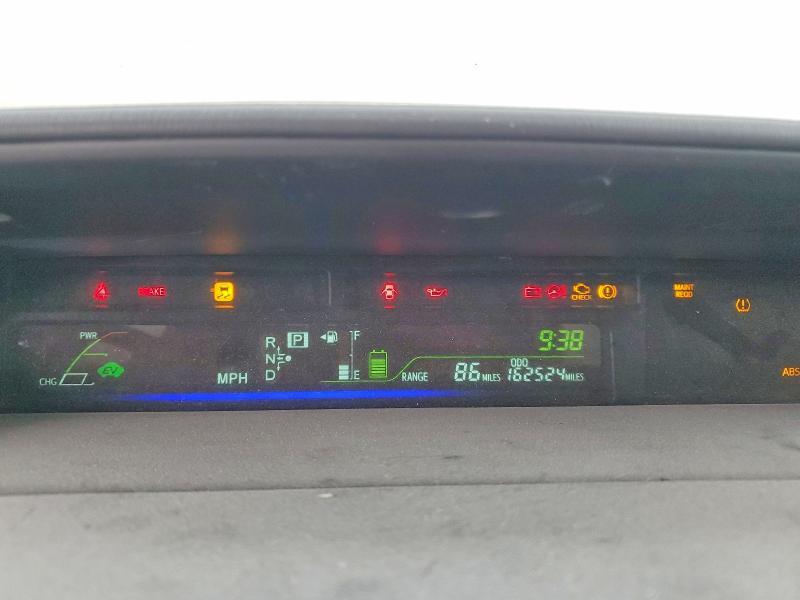 BRAKE
CHECK
MAINT
REQD
ABS
PWR
EV
CHG
MPH
R
P
N
D
F
E
9:38
RANGE
86 MILES
ODO
162524 MILES